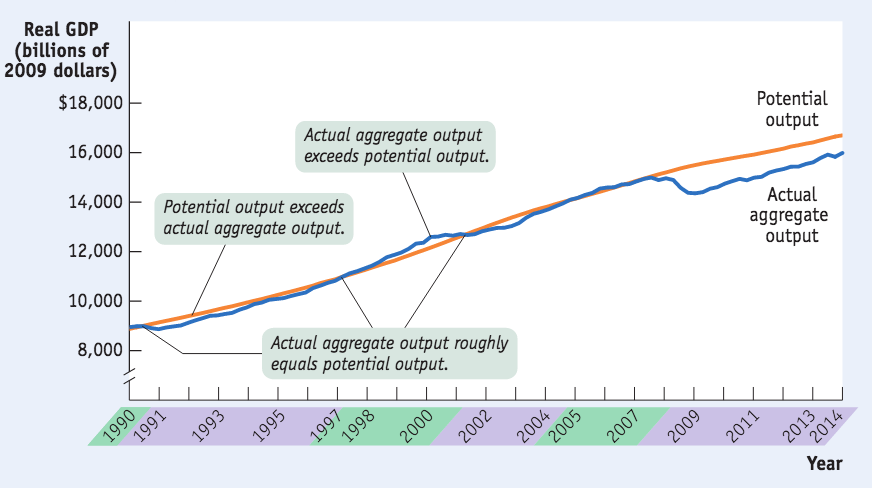 Real GDP
(billions of
2009 dollars)
$18,000
16,000
14,000
12,000
10,000
8,000
Potential
output
Actual aggregate output
exceeds potential output.
Potential output exceeds
actual aggregate output.
Actual
aggregate
output
Actual aggregate output roughly
equals potential output.
1990
1991
1993
1995
1997
1998
2000
2002
2004
2005
2007
2009
2011
2013
2014
Year